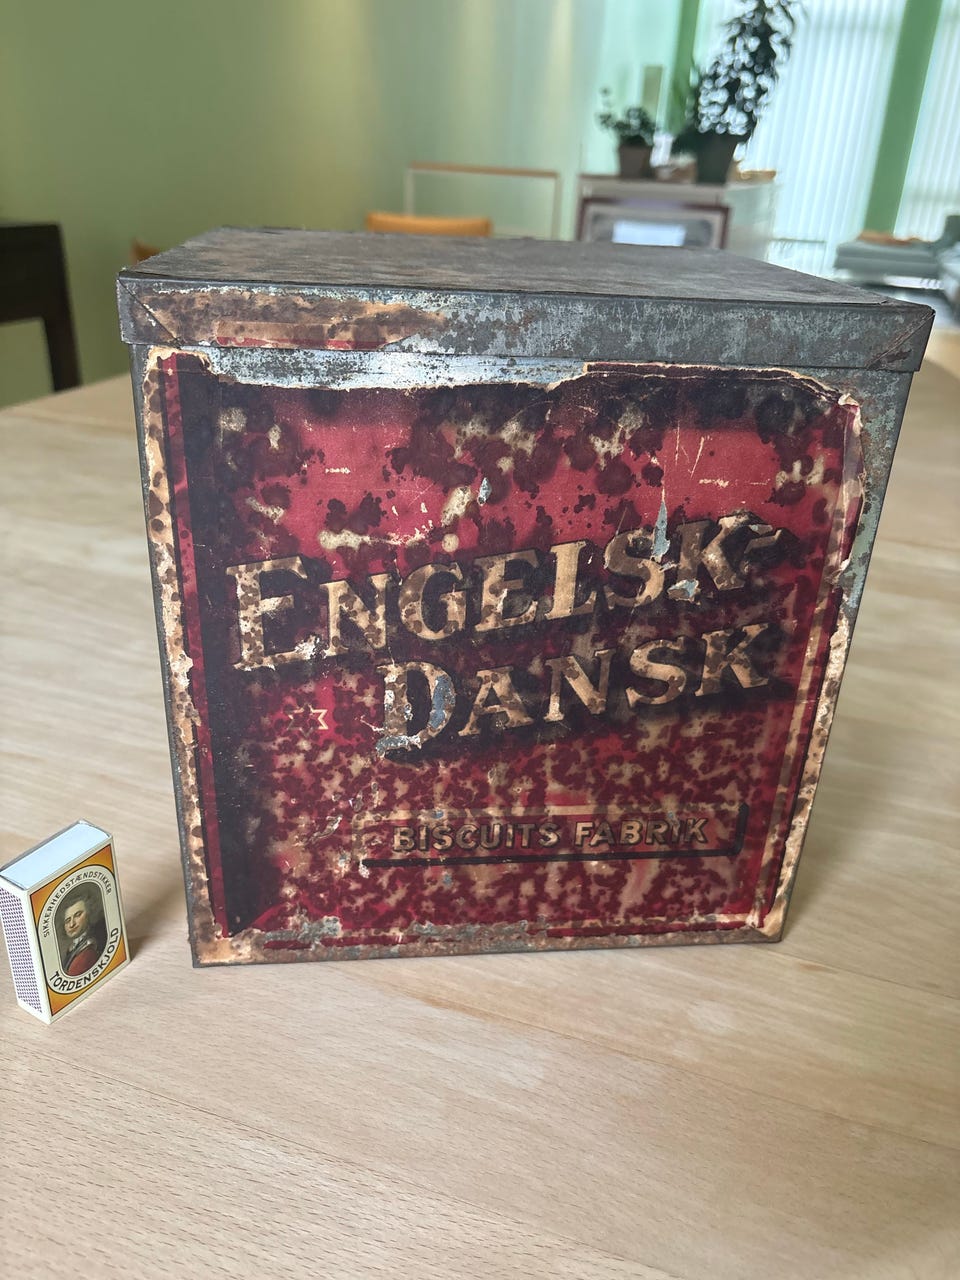 ENGELSK-
DANSK
BISCUITS FABRIK
SIKKERHEDSTÆNDSTIKKER
TORDENSKJOLD